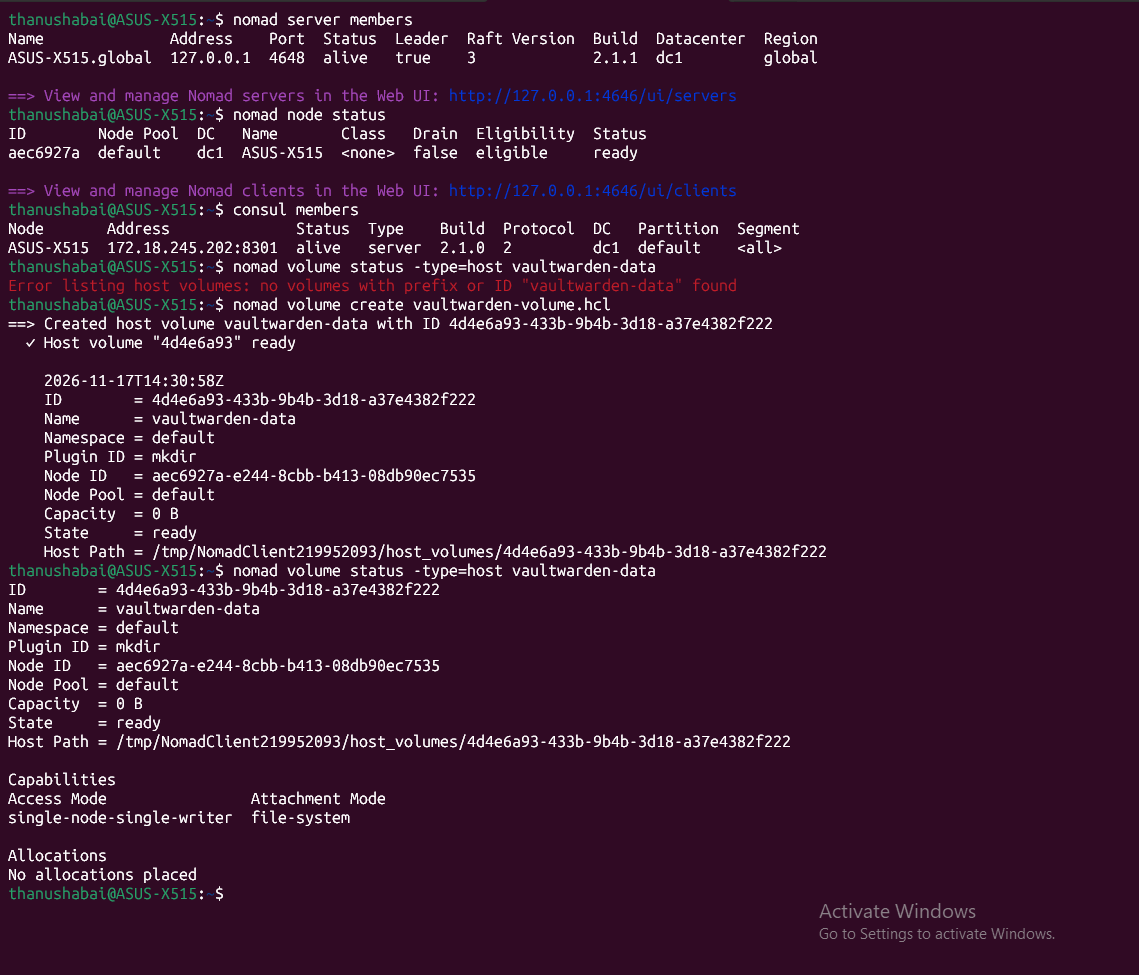 thanushabai@ASUS-X515:~$ nomad server members
Name              Address    Port  Status  Leader  Raft Version  Build  Datacenter  Region
ASUS-X515.global  127.0.0.1  4648  alive   true    3             2.1.1  dc1         global
==> View and manage Nomad servers in the Web UI: http://127.0.0.1:4646/ui/servers
thanushabai@ASUS-X515:~$ nomad node status
ID        Node Pool  DC   Name       Class   Drain  Eligibility  Status
aec6927a  default    dc1  ASUS-X515  <none>  false  eligible     ready
==> View and manage Nomad clients in the Web UI: http://127.0.0.1:4646/ui/clients
thanushabai@ASUS-X515:~$ consul members
Node       Address              Status  Type    Build  Protocol  DC   Partition  Segment
ASUS-X515  172.18.245.202:8301  alive   server  2.1.0  2         dc1  default    <all>
thanushabai@ASUS-X515:~$ nomad volume status -type=host vaultwarden-data
Error listing host volumes: no volumes with prefix or ID "vaultwarden-data" found
thanushabai@ASUS-X515:~$ nomad volume create vaultwarden-volume.hcl
==> Created host volume vaultwarden-data with ID 4d4e6a93-433b-9b4b-3d18-a37e4382f222
  ✓ Host volume "4d4e6a93" ready
    2026-11-17T14:30:58Z
    ID        = 4d4e6a93-433b-9b4b-3d18-a37e4382f222
    Name      = vaultwarden-data
    Namespace = default
    Plugin ID = mkdir
    Node ID   = aec6927a-e244-8cbb-b413-08db90ec7535
    Node Pool = default
    Capacity  = 0 B
    State     = ready
    Host Path = /tmp/NomadClient219952093/host_volumes/4d4e6a93-433b-9b4b-3d18-a37e4382f222
thanushabai@ASUS-X515:~$ nomad volume status -type=host vaultwarden-data
ID        = 4d4e6a93-433b-9b4b-3d18-a37e4382f222
Name      = vaultwarden-data
Namespace = default
Plugin ID = mkdir
Node ID   = aec6927a-e244-8cbb-b413-08db90ec7535
Node Pool = default
Capacity  = 0 B
State     = ready
Host Path = /tmp/NomadClient219952093/host_volumes/4d4e6a93-433b-9b4b-3d18-a37e4382f222
Capabilities
Access Mode                Attachment Mode
single-node-single-writer  file-system
Allocations
No allocations placed
thanushabai@ASUS-X515:~$
Activate Windows
Go to Settings to activate Windows.